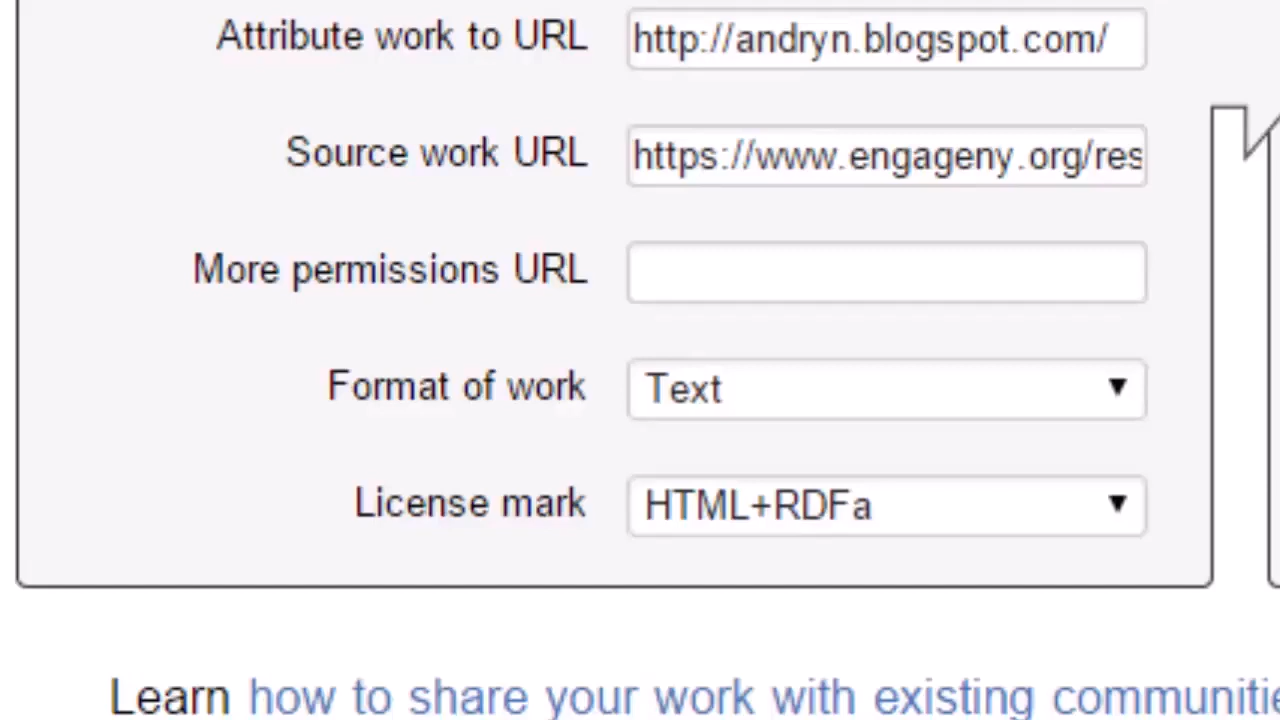 Attribute work to URL http://andryn.blogspot.com/
Source work URL https://www.engageny.org/res
More permissions URL
Format of work Text
License mark HTML+RDFa
Learn how to share your work with existing communitie